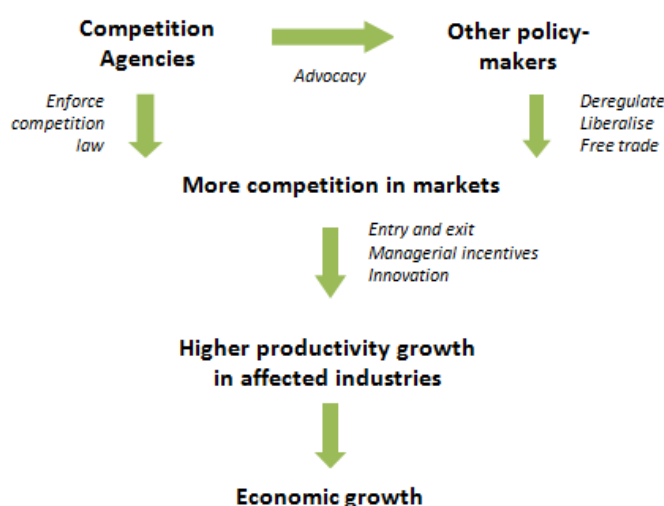 Competition
Agencies
Other policy-
makers
Advocacy
Enforce
competition
law
Deregulate
Liberalise
Free trade
More competition in markets
Entry and exit
Managerial incentives
Innovation
Higher productivity growth
in affected industries
Economic growth